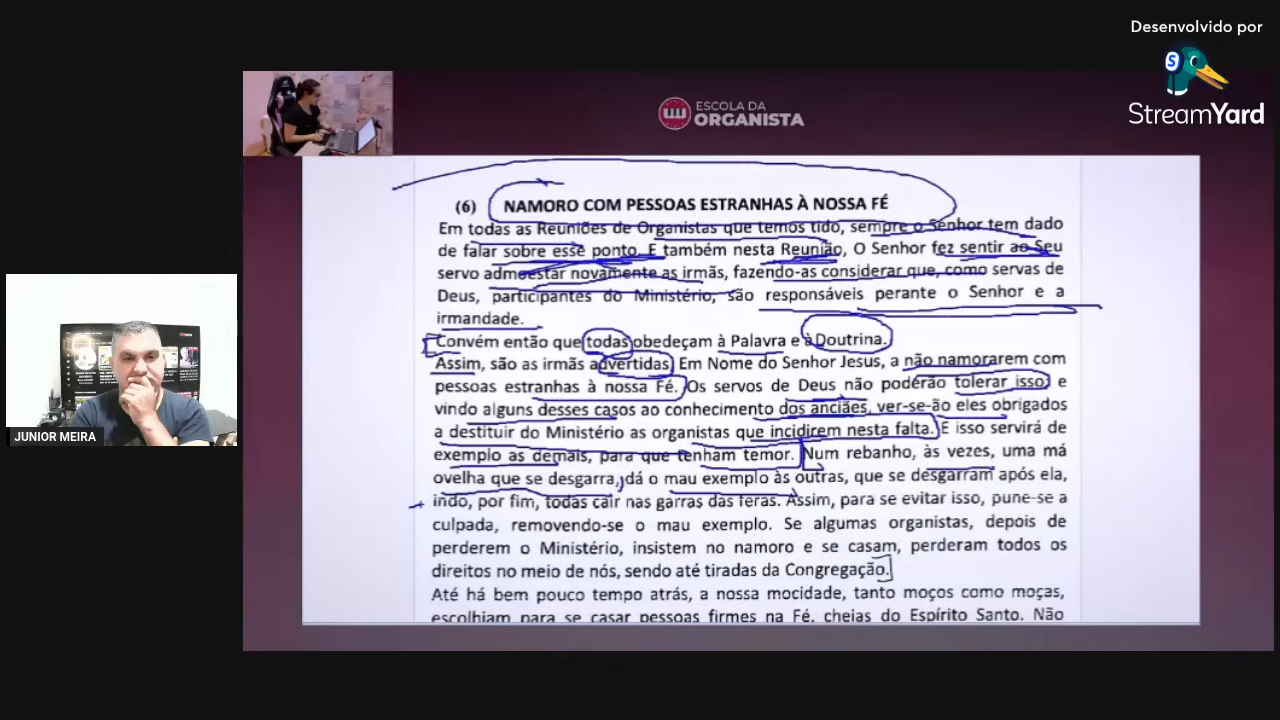 Desenvolvido por
StreamYard
ESCOLA DA
ORGANISTA
(6) NAMORO COM PESSOAS ESTRANHAS À NOSSA FÉ
Em todas as Reuniões de Organistas que temos tido, sempre o Senhor tem dado
de falar sobre esse ponto. E também nesta Reunião, O Senhor fez sentir ao Seu
servo admoestar novamente as irmãs, fazendo-as considerar que, como servas de
Deus, participantes do Ministério, são responsáveis perante o Senhor e a
irmandade.
Convém então que todas obedeçam à Palavra e à Doutrina.
Assim, são as irmãs advertidas, Em Nome do Senhor Jesus, a não namorarem com
pessoas estranhas à nossa Fé. Os servos de Deus não poderão tolerar isso, e
vindo alguns desses casos ao conhecimento dos anciães, ver-se-ão eles obrigados
a destituir do Ministério as organistas que incidirem nesta falta. E isso servirá de
exemplo as demais, para que tenham temor. Num rebanho, às vezes, uma má
ovelha que se desgarra, dá o mau exemplo às outras, que se desgarram após ela,
indo, por fim, todas cair nas garras das feras. Assim, para se evitar isso, pune-se a
culpada, removendo-se o mau exemplo. Se algumas organistas, depois de
perderem o Ministério, insistem no namoro e se casam, perderam todos os
direitos no meio de nós, sendo até tiradas da Congregação.
Até há bem pouco tempo atrás, a nossa mocidade, tanto moços como moças,
escolhiam para se casar pessoas firmes na Fé, cheias do Espírito Santo. Não
JUNIOR MEIRA